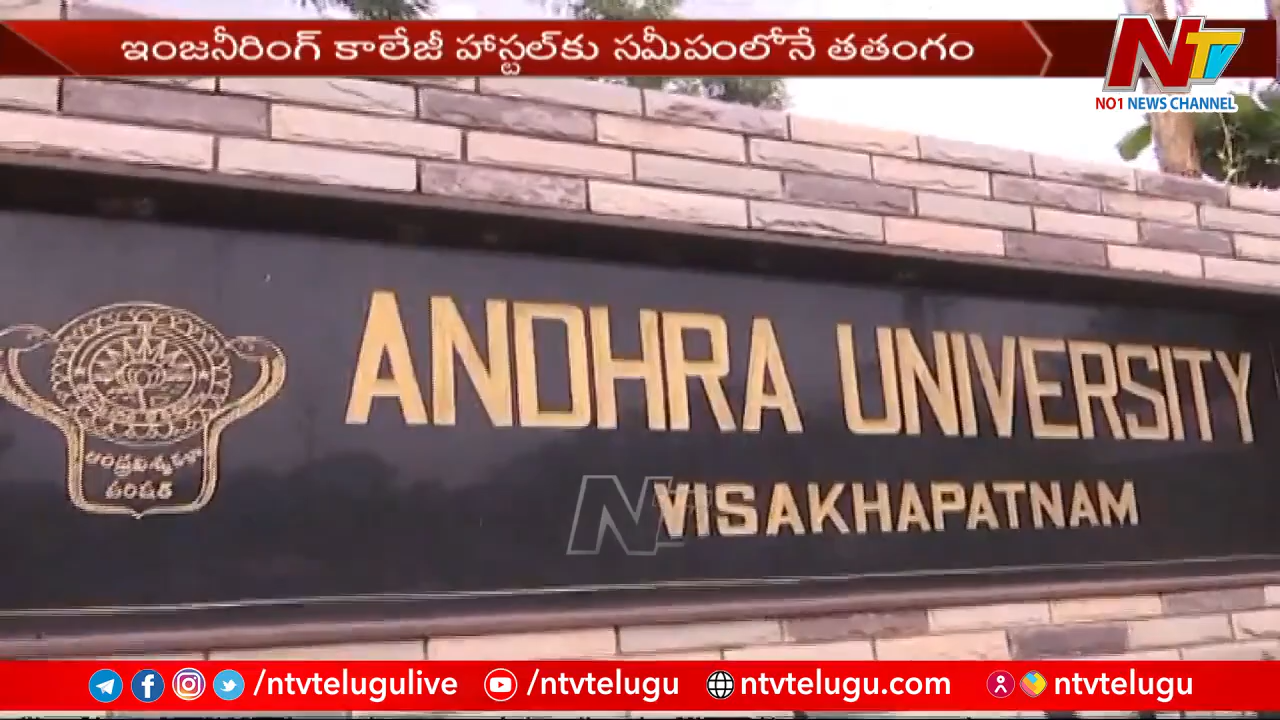 ఇంజనీరింగ్ కాలేజీ హాస్టల్‌కు సమీపంలోనే తతంగం
NTV
NO1 NEWS CHANNEL
ANDHRA UNIVERSITY
VISAKHAPATNAM
/ntvtelugulive
/ntvtelugu
ntvtelugu.com
ntvtelugu